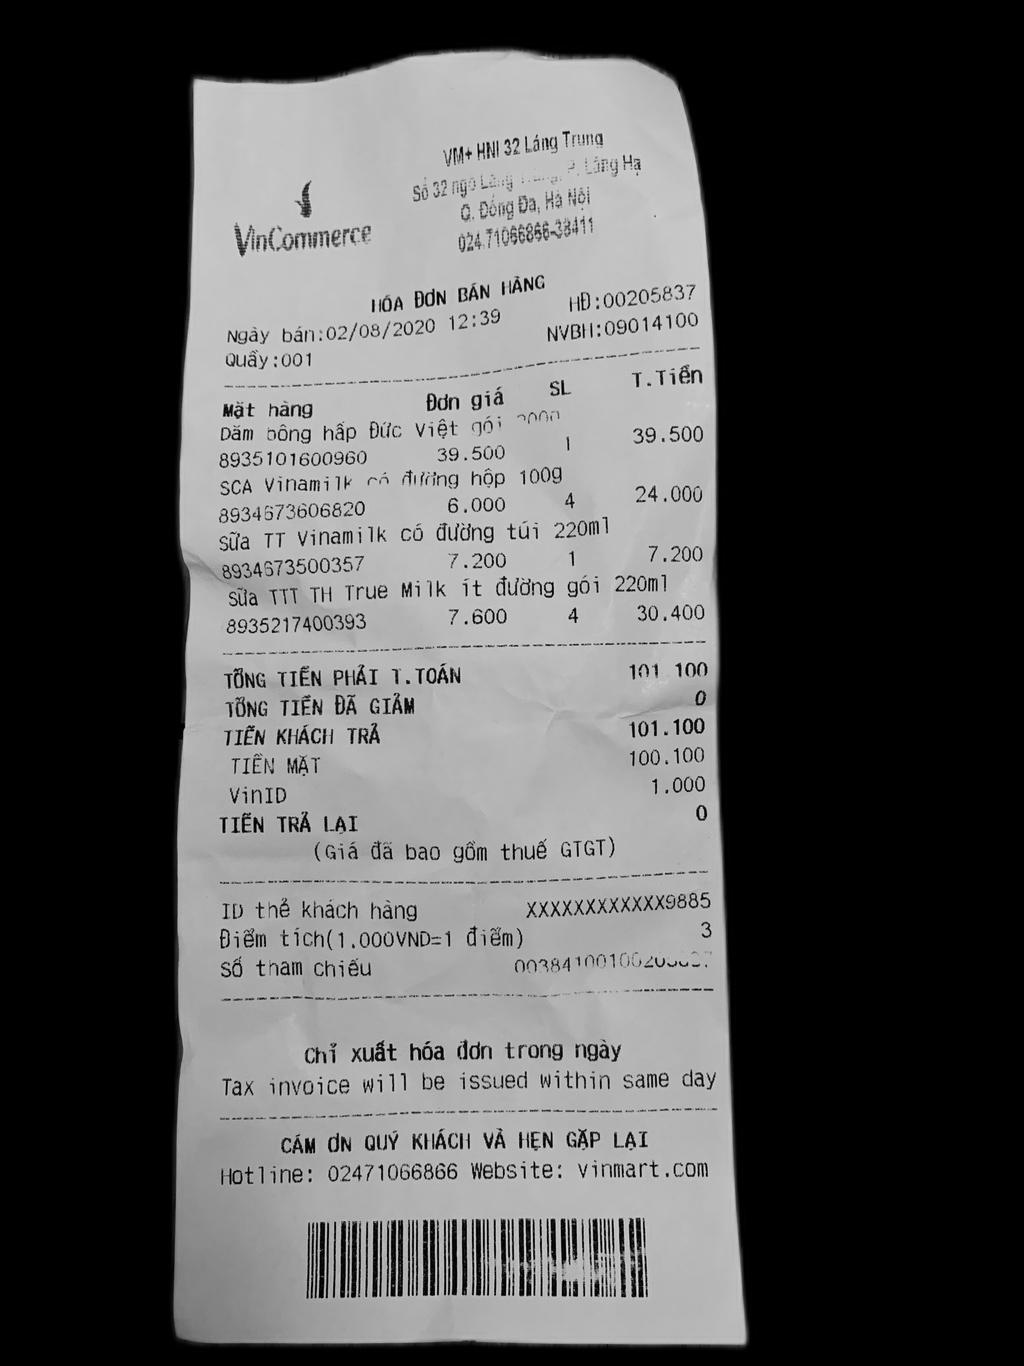 VinCommerce
VM+ HNI 32 Láng Trung
Số 32 ngõ Láng P. Láng Hạ
Q. Đống Đa, Hà Nội
024.71066866-38411
HÓA ĐƠN BÁN HÀNG
Ngày bán:02/08/2020 12:39 HĐ:00205837
Quầy:001 NVBH:09014100
Mặt hàng Đơn giá SL T.Tiền
Dăm bông hấp Đức Việt gói
8935101600960 39.500 1 39.500
SCA Vinamilk có đường hộp 100g
8934673606820 6.000 4 24.000
Sữa TT Vinamilk có đường túi 220ml
8934673500357 7.200 1 7.200
Sữa TTT TH True Milk ít đường gói 220ml
8935217400393 7.600 4 30.400
TỔNG TIỀN PHẢI T.TOÁN 101.100
TỔNG TIỀN ĐÃ GIẢM 0
TIỀN KHÁCH TRẢ 101.100
TIỀN MẶT 100.100
VinID 1.000
TIỀN TRẢ LẠI 0
(Giá đã bao gồm thuế GTGT)
ID thẻ khách hàng XXXXXXXXXXXX9885
Điểm tích(1.000VND=1 điểm) 3
Số tham chiếu
Chỉ xuất hóa đơn trong ngày
Tax invoice will be issued within same day
CẢM ƠN QUÝ KHÁCH VÀ HẸN GẶP LẠI
Hotline: 02471066866 Website: vinmart.com